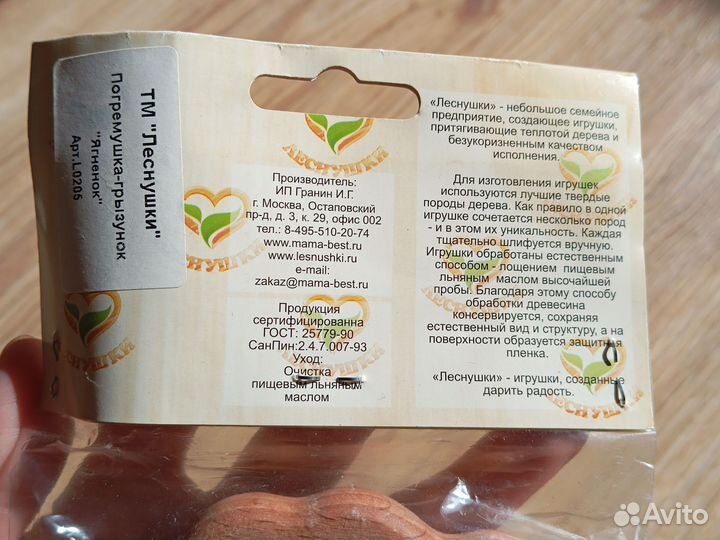 ТМ "Леснушки"
Погремушка-грызунок
"Ягненок"
Арт.L0205
ЛЕСНУШКИ
Производитель:
ИП Гранин И.Г.
г. Москва, Остаповский
пр-д, д. 3, к. 29, офис 002
тел.: 8-495-510-20-74
www.mama-best.ru
www.lesnushki.ru
e-mail:
zakaz@mama-best.ru
Продукция
сертифицированна
ГОСТ: 25779-90
СанПин:2.4.7.007-93
Уход:
Очистка
пищевым льняным
маслом
«Леснушки» - небольшое семейное
предприятие, создающее игрушки,
притягивающие теплотой дерева и
безукоризненным качеством
исполнения.
Для изготовления игрушек
используются лучшие твердые
породы дерева. Как правило в одной
игрушке сочетается несколько пород
- и в этом их уникальность. Каждая
тщательно шлифуется вручную.
Игрушки обработаны естественным
способом - лощением пищевым
льняным маслом высочайшей
пробы. Благодаря этому способу
обработки древесина
консервируется, сохраняя
естественный вид и структуру, а на
поверхности образуется защитная
пленка.
«Леснушки» - игрушки, созданные
дарить радость.
Avito